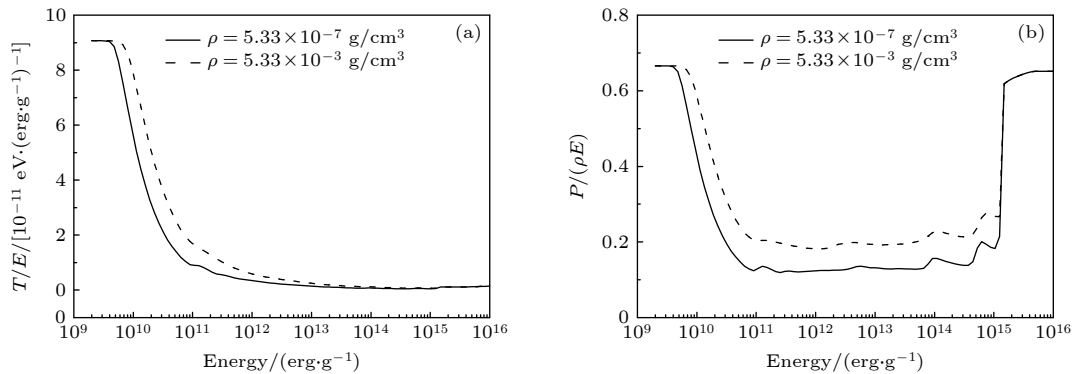 (a)
ρ = 5.33×10⁻⁷ g/cm³
ρ = 5.33×10⁻³ g/cm³
T/E/[10⁻¹¹ eV·(erg·g⁻¹)⁻¹]
10
8
6
4
2
0
10⁹ 10¹⁰ 10¹¹ 10¹² 10¹³ 10¹⁴ 10¹⁵ 10¹⁶
Energy/(erg·g⁻¹)
(b)
ρ = 5.33×10⁻⁷ g/cm³
ρ = 5.33×10⁻³ g/cm³
P/(ρE)
0.8
0.6
0.4
0.2
0
10⁹ 10¹⁰ 10¹¹ 10¹² 10¹³ 10¹⁴ 10¹⁵ 10¹⁶
Energy/(erg·g⁻¹)